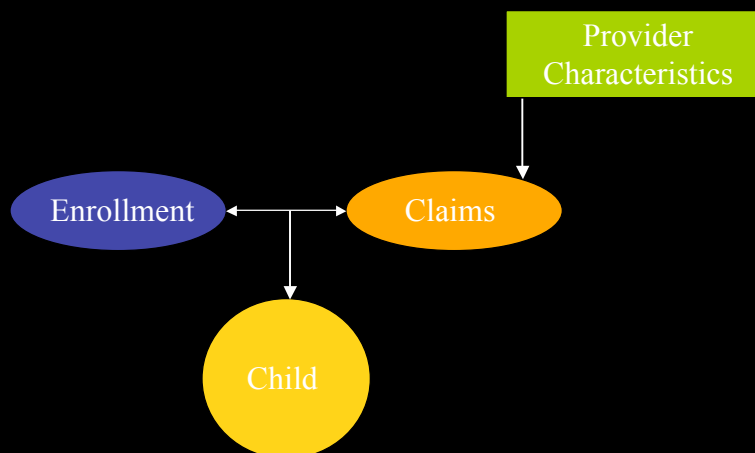 Provider
Characteristics
Enrollment
Claims
Child